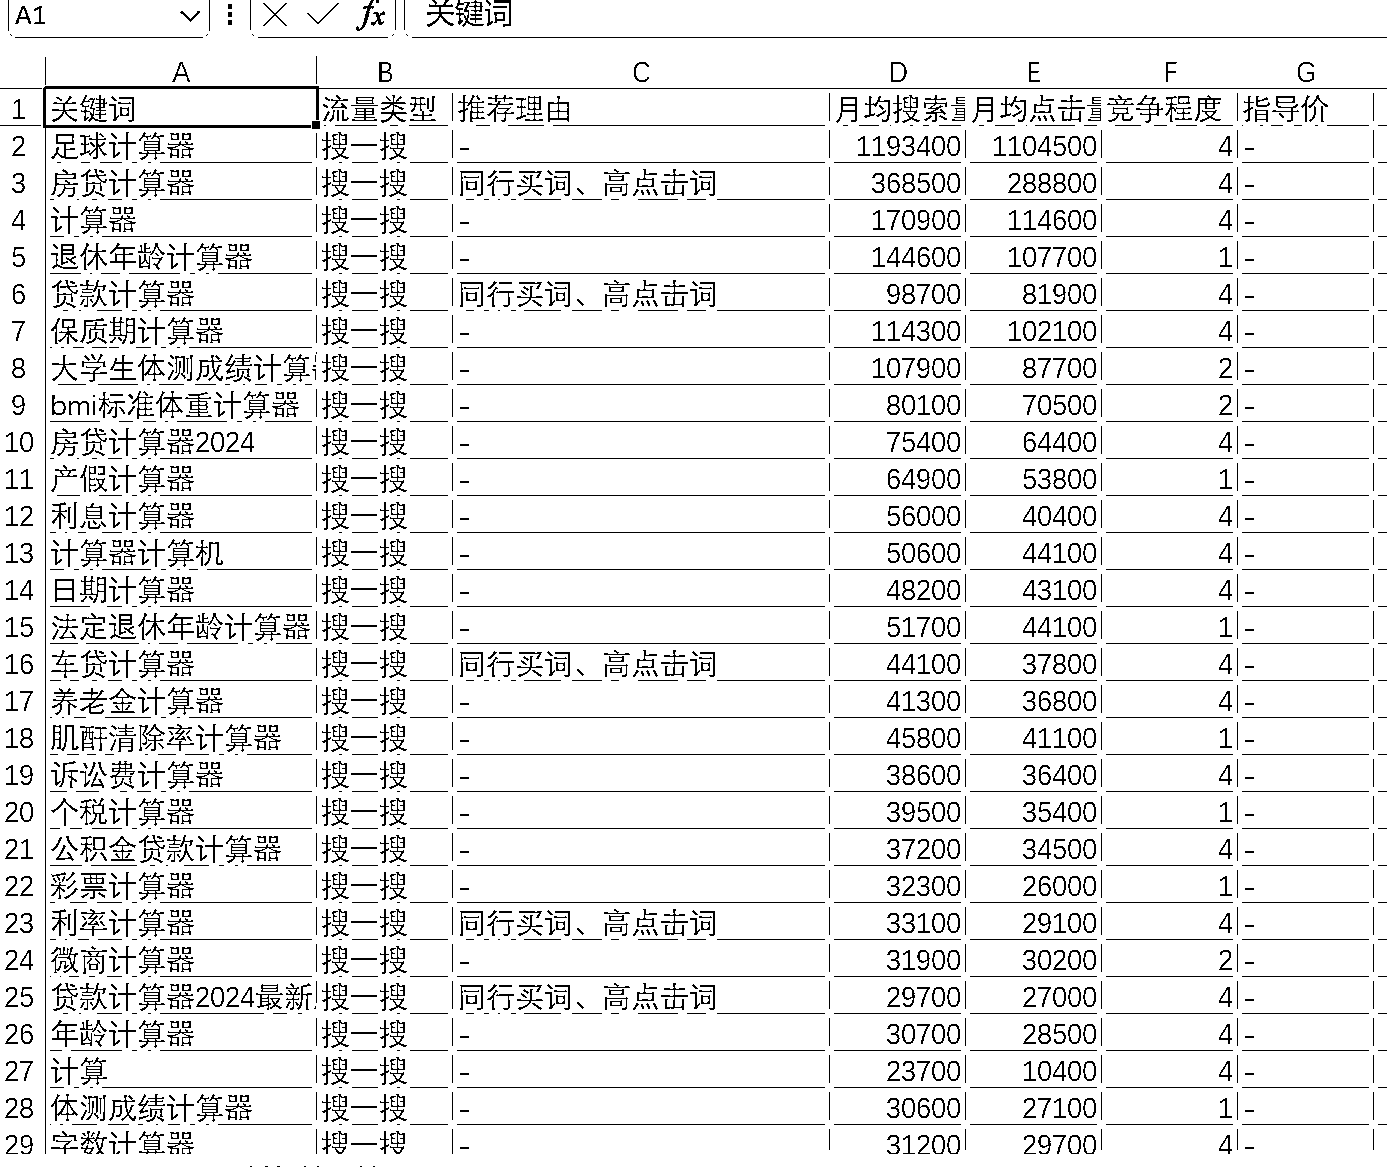 A1 fx 关键词
A B C D E F G
1 关键词 流量类型 推荐理由 月均搜索量 月均点击量 竞争程度 指导价
2 足球计算器 搜一搜 - 1193400 1104500 4 -
3 房贷计算器 搜一搜 同行买词、高点击词 368500 288800 4 -
4 计算器 搜一搜 - 170900 114600 4 -
5 退休年龄计算器 搜一搜 - 144600 107700 1 -
6 贷款计算器 搜一搜 同行买词、高点击词 98700 81900 4 -
7 保质期计算器 搜一搜 - 114300 102100 4 -
8 大学生体测成绩计算 搜一搜 - 107900 87700 2 -
9 bmi标准体重计算器 搜一搜 - 80100 70500 2 -
10 房贷计算器2024 搜一搜 - 75400 64400 4 -
11 产假计算器 搜一搜 - 64900 53800 1 -
12 利息计算器 搜一搜 - 56000 40400 4 -
13 计算器计算机 搜一搜 - 50600 44100 4 -
14 日期计算器 搜一搜 - 48200 43100 4 -
15 法定退休年龄计算器 搜一搜 - 51700 44100 1 -
16 车贷计算器 搜一搜 同行买词、高点击词 44100 37800 4 -
17 养老金计算器 搜一搜 - 41300 36800 4 -
18 肌酐清除率计算器 搜一搜 - 45800 41100 1 -
19 诉讼费计算器 搜一搜 - 38600 36400 4 -
20 个税计算器 搜一搜 - 39500 35400 1 -
21 公积金贷款计算器 搜一搜 - 37200 34500 4 -
22 彩票计算器 搜一搜 - 32300 26000 1 -
23 利率计算器 搜一搜 同行买词、高点击词 33100 29100 4 -
24 微商计算器 搜一搜 - 31900 30200 2 -
25 贷款计算器2024最新 搜一搜 同行买词、高点击词 29700 27000 4 -
26 年龄计算器 搜一搜 - 30700 28500 4 -
27 计算 搜一搜 - 23700 10400 4 -
28 体测成绩计算器 搜一搜 - 30600 27100 1 -
29 字数计算器 搜一搜 - 31200 29700 4 -